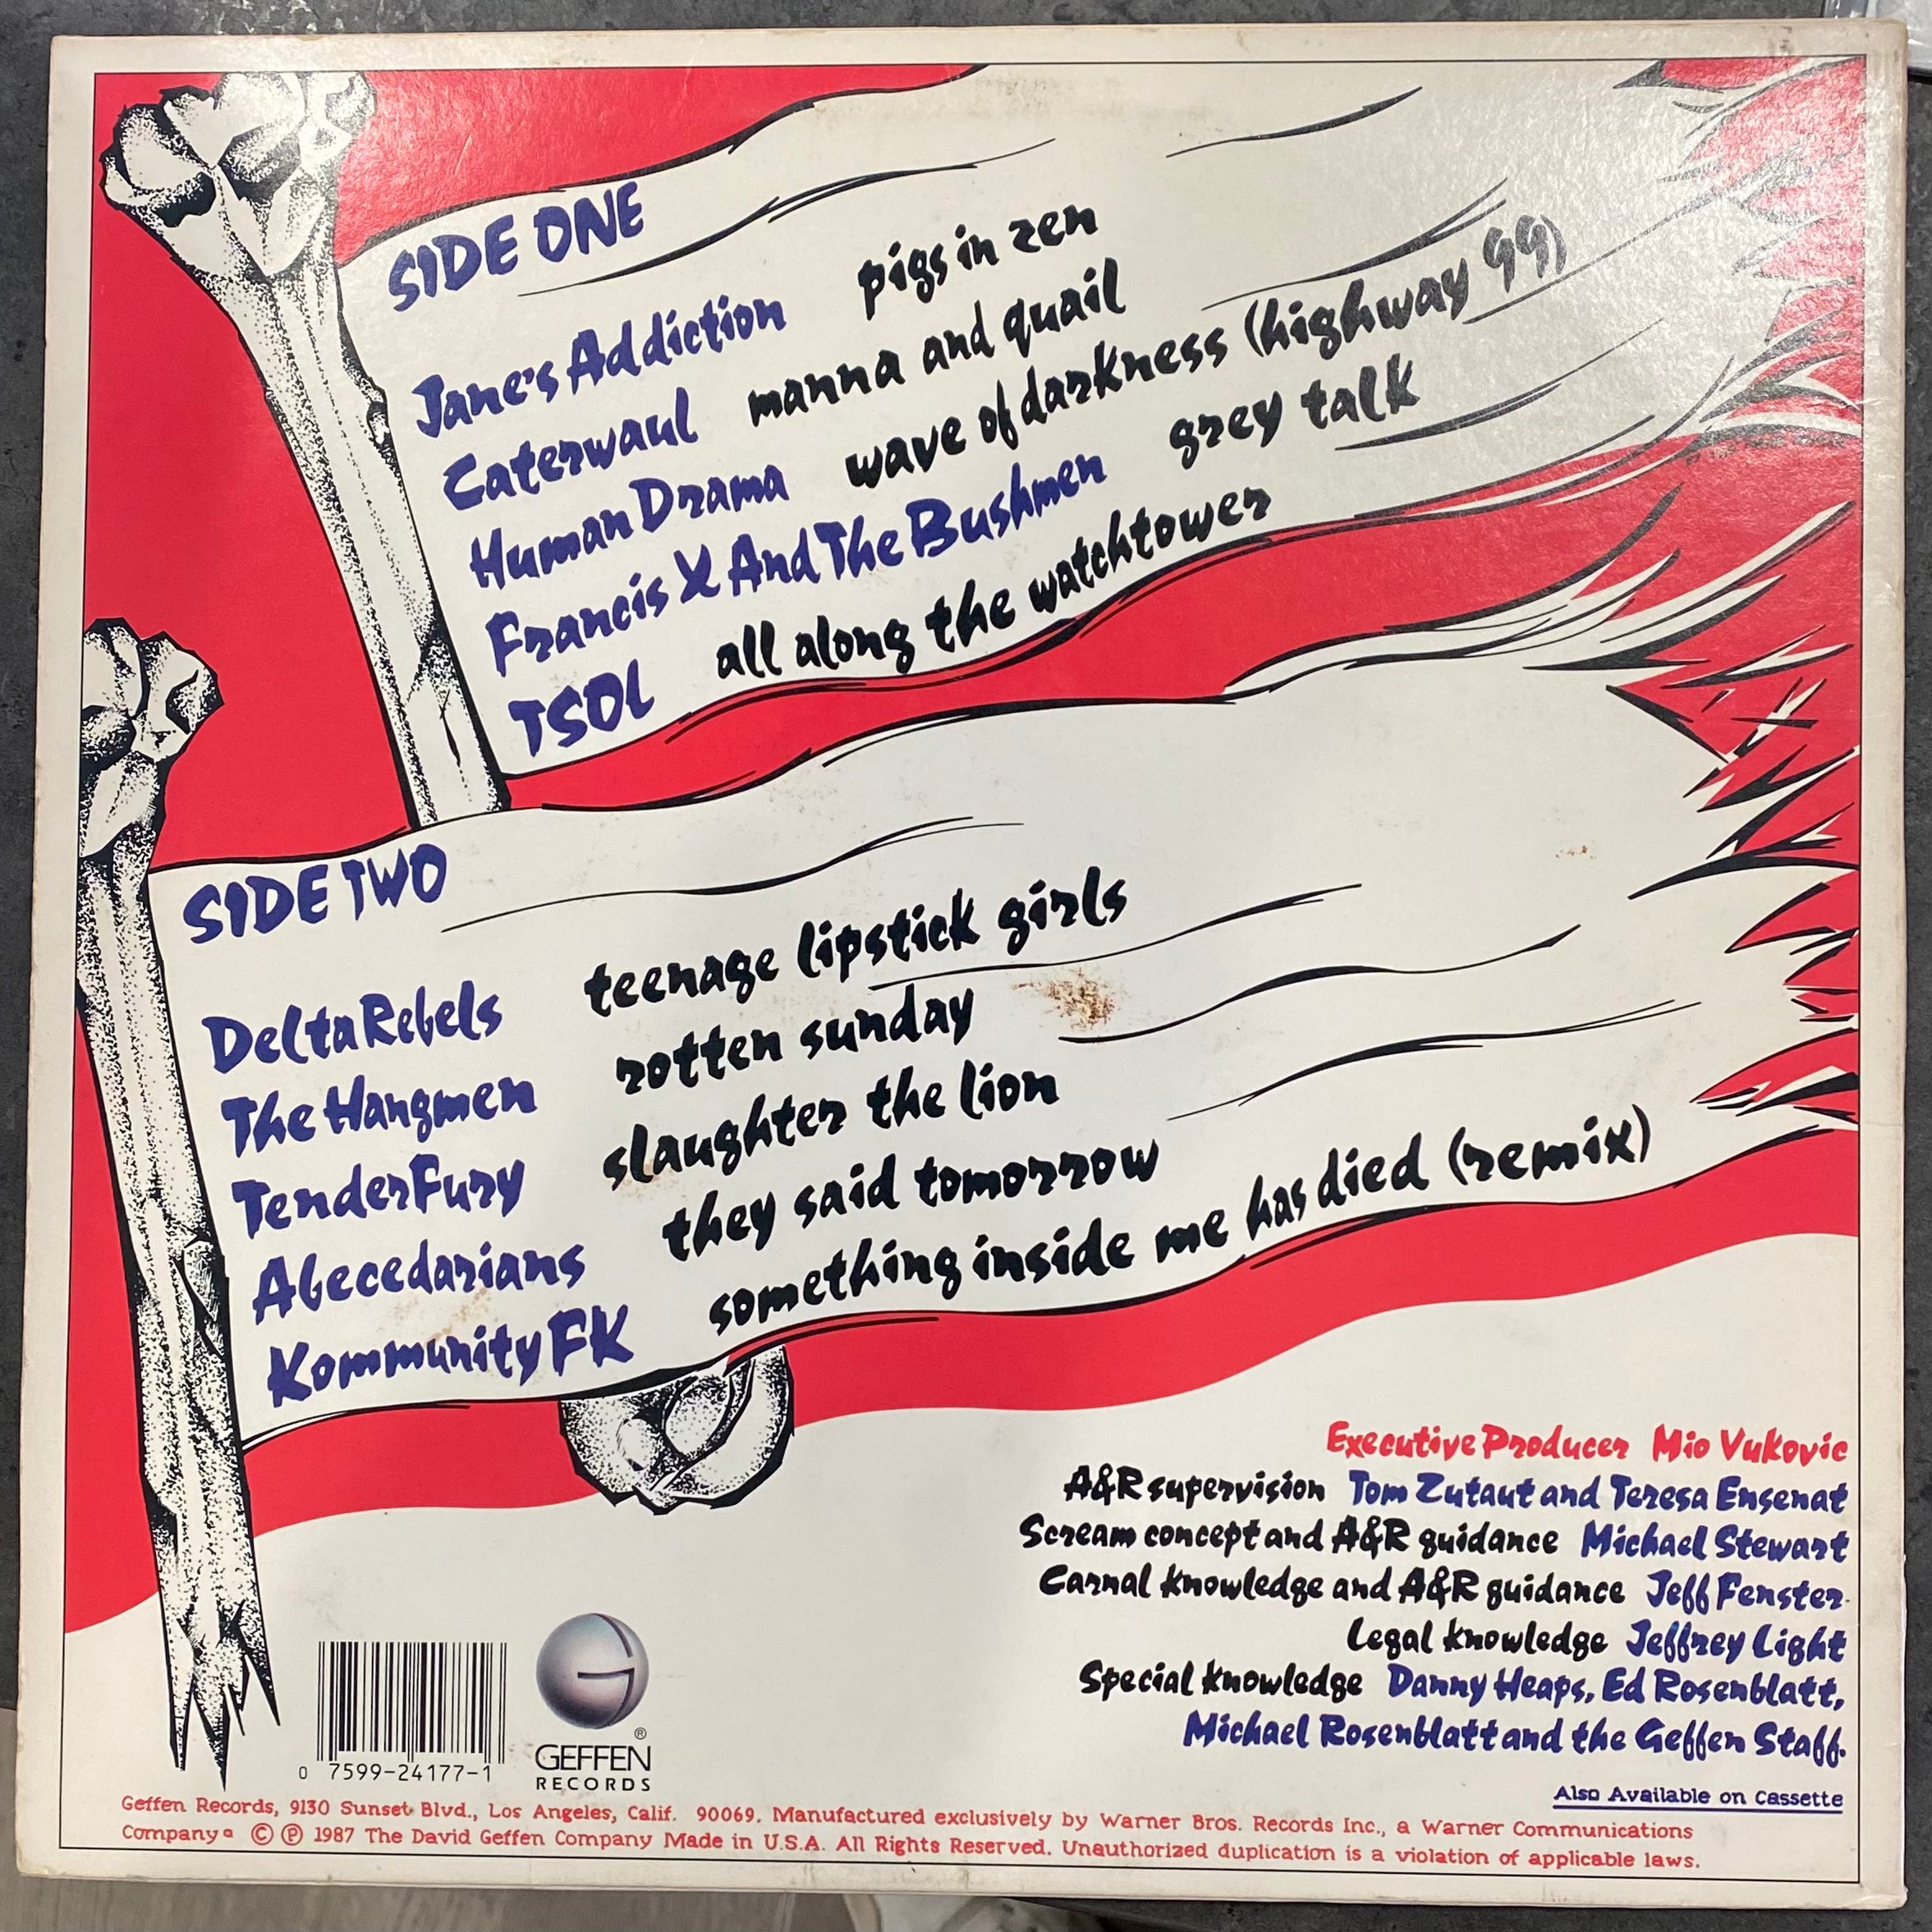 SIDE ONE
Jane's Addiction pigs in zen
Caterwaul manna and quail
Human Drama wave of darkness (highway 99)
Francis X And The Bushmen grey talk
TSOL all along the watchtower
SIDE TWO
Delta Rebels teenage lipstick girls
The Hangmen rotten sunday
Tender Fury slaughter the lion
Abecedarians they said tomorrow
Kommunity FK something inside me has died (remix)
Executive Producer Mio Vukovic
A&R supervision Tom Zutaut and Teresa Ensenat
Scream concept and A&R guidance Michael Stewart
Carnal knowledge and A&R guidance Jeff Fenster
Legal knowledge Jeffrey Light
Special knowledge Danny Heaps, Ed Rosenblatt,
Michael Rosenblatt and the Geffen Staff.
Also Available on Cassette
0 7599-24177-1
G
®
GEFFEN
RECORDS
Geffen Records, 9130 Sunset Blvd., Los Angeles, Calif. 90069. Manufactured exclusively by Warner Bros. Records Inc., a Warner Communications
Company. © ℗ 1987 The David Geffen Company Made in U.S.A. All Rights Reserved. Unauthorized duplication is a violation of applicable laws.